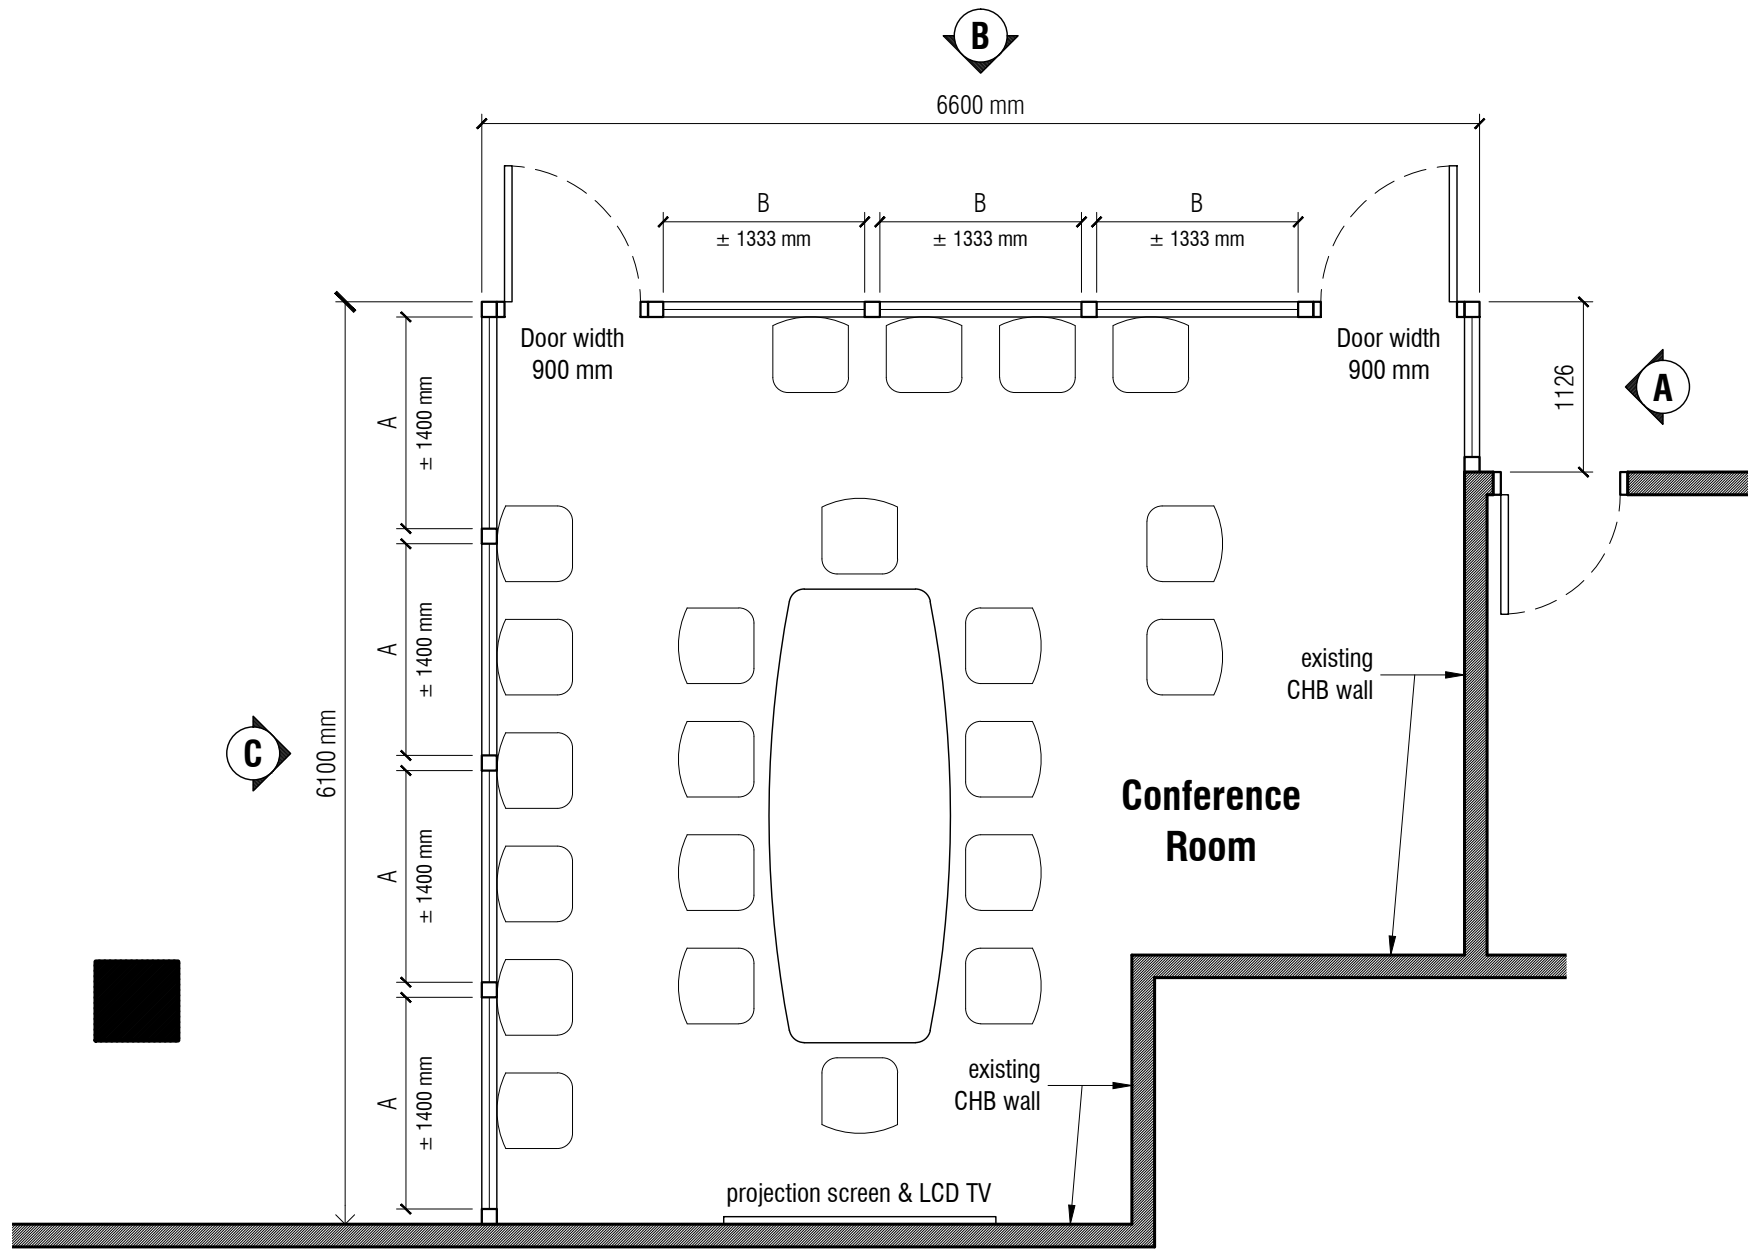 B
6600 mm
B
B
B
± 1333 mm
± 1333 mm
± 1333 mm
Door width
900 mm
Door width
900 mm
1126
A
A
± 1400 mm
A
± 1400 mm
existing
CHB wall
C
6100 mm
Conference
Room
A
± 1400 mm
existing
CHB wall
A
± 1400 mm
projection screen & LCD TV